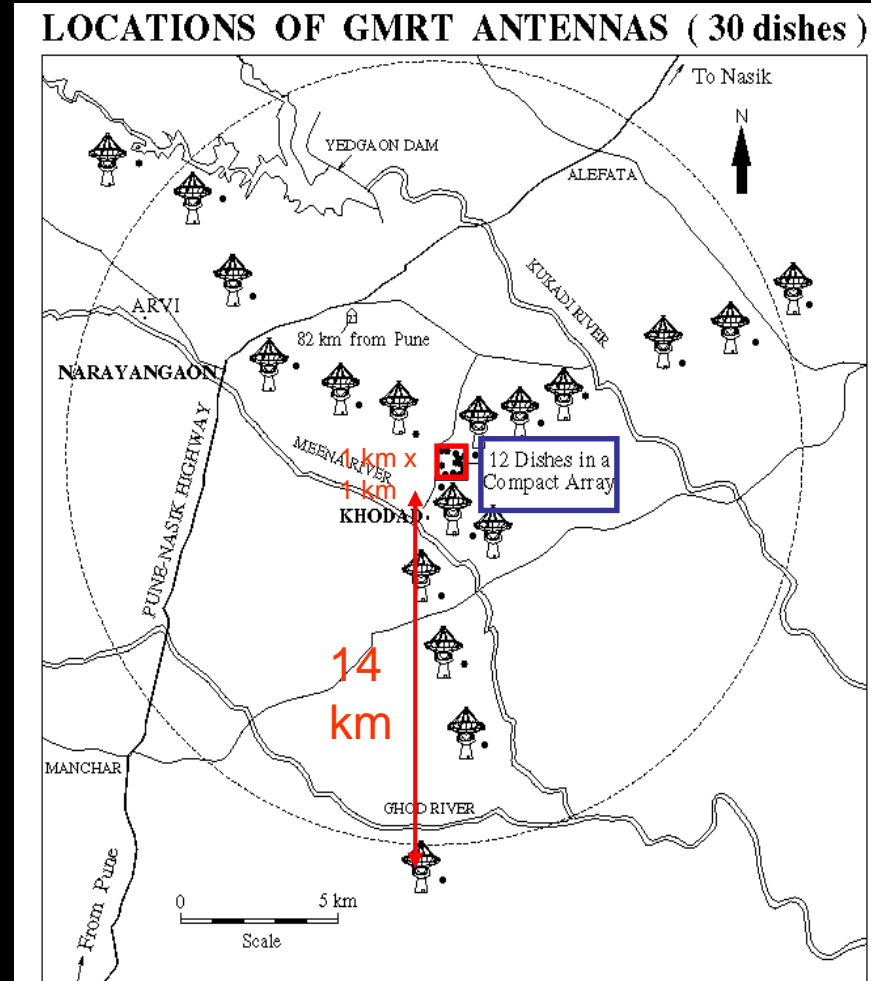 LOCATIONS OF GMRT ANTENNAS ( 30 dishes )
To Nasik
N
YEDGAON DAM
ALEFATA
KUKADI RIVER
ARVI
82 km from Pune
NARAYANGAON
PUNE-NASIK HIGHWAY
MEENA RIVER
1 km x
1 km
12 Dishes in a
Compact Array
KHODAD
14
km
MANCHAR
GHOD RIVER
From Pune
0 5 km
Scale